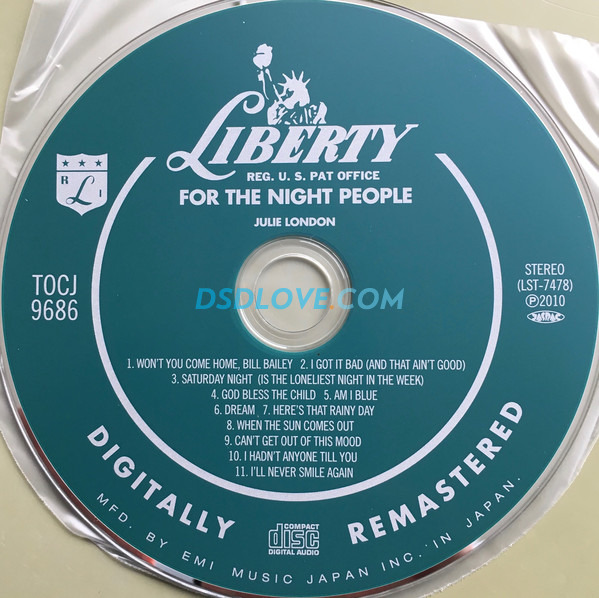 LIBERTY
REG. U. S. PAT OFFICE
FOR THE NIGHT PEOPLE
JULIE LONDON
R L I
TOCJ
9686
STEREO
(LST-7478)
Ⓟ2010
JASRAC
DSDLOVE.COM
1. WON'T YOU COME HOME, BILL BAILEY 2. I GOT IT BAD (AND THAT AIN'T GOOD)
3. SATURDAY NIGHT (IS THE LONELIEST NIGHT IN THE WEEK)
4. GOD BLESS THE CHILD 5. AM I BLUE
6. DREAM 7. HERE'S THAT RAINY DAY
8. WHEN THE SUN COMES OUT
9. CAN'T GET OUT OF THIS MOOD
10. I HADN'T ANYONE TILL YOU
11. I'LL NEVER SMILE AGAIN
DIGITALLY REMASTERED
COMPACT
disc
DIGITAL AUDIO
MFD. BY EMI MUSIC JAPAN INC. IN JAPAN.